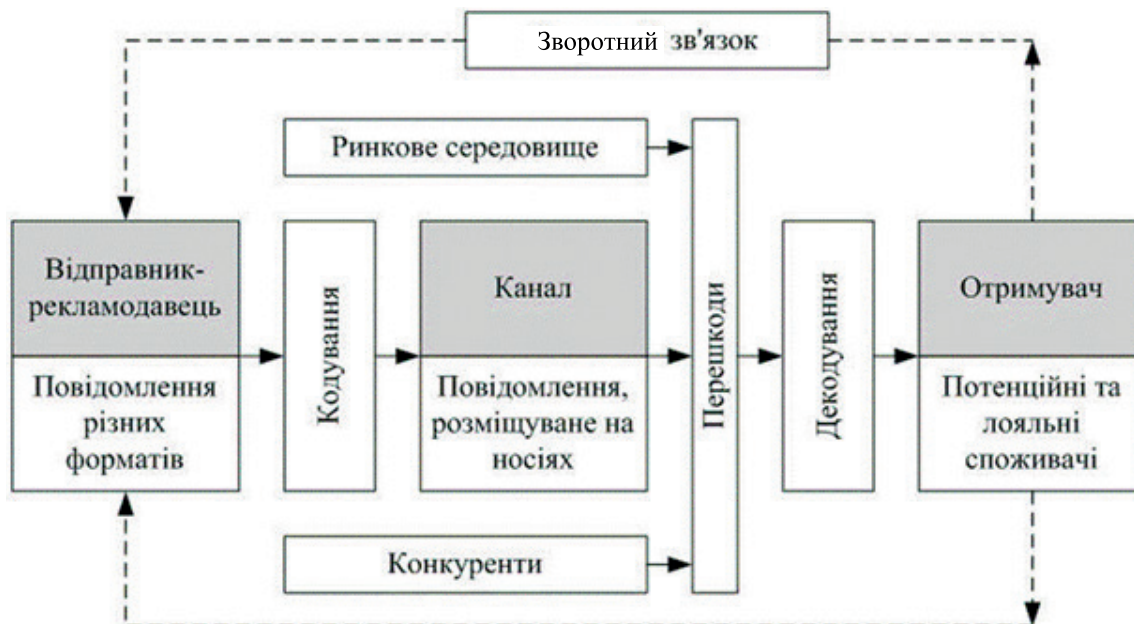 Зворотний зв'язок
Ринкове середовище
Відправник-
рекламодавець
Повідомлення
різних
форматів
Кодування
Канал
Повідомлення,
розміщуване на
носіях
Перешкоди
Декодування
Отримувач
Потенційні та
лояльні
споживачі
Конкуренти